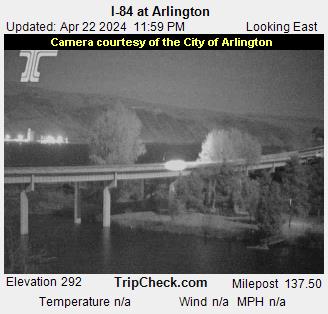 I-84 at Arlington
Updated: Apr 22 2024 11:59 PM Looking East
Camera courtesy of the City of Arlington
Elevation 292 TripCheck.com Milepost 137.50
Temperature n/a Wind n/a MPH n/a